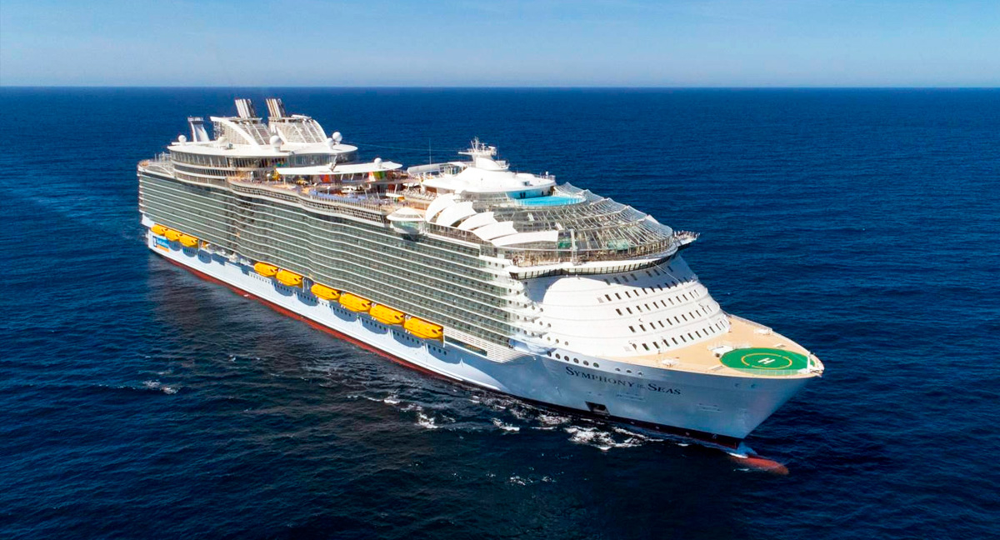 SYMPHONY OF THE SEAS
H